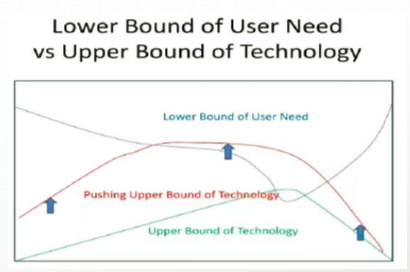 Lower Bound of User Need
vs Upper Bound of Technology
Lower Bound of User Need
Pushing Upper Bound of Technology
Upper Bound of Technology